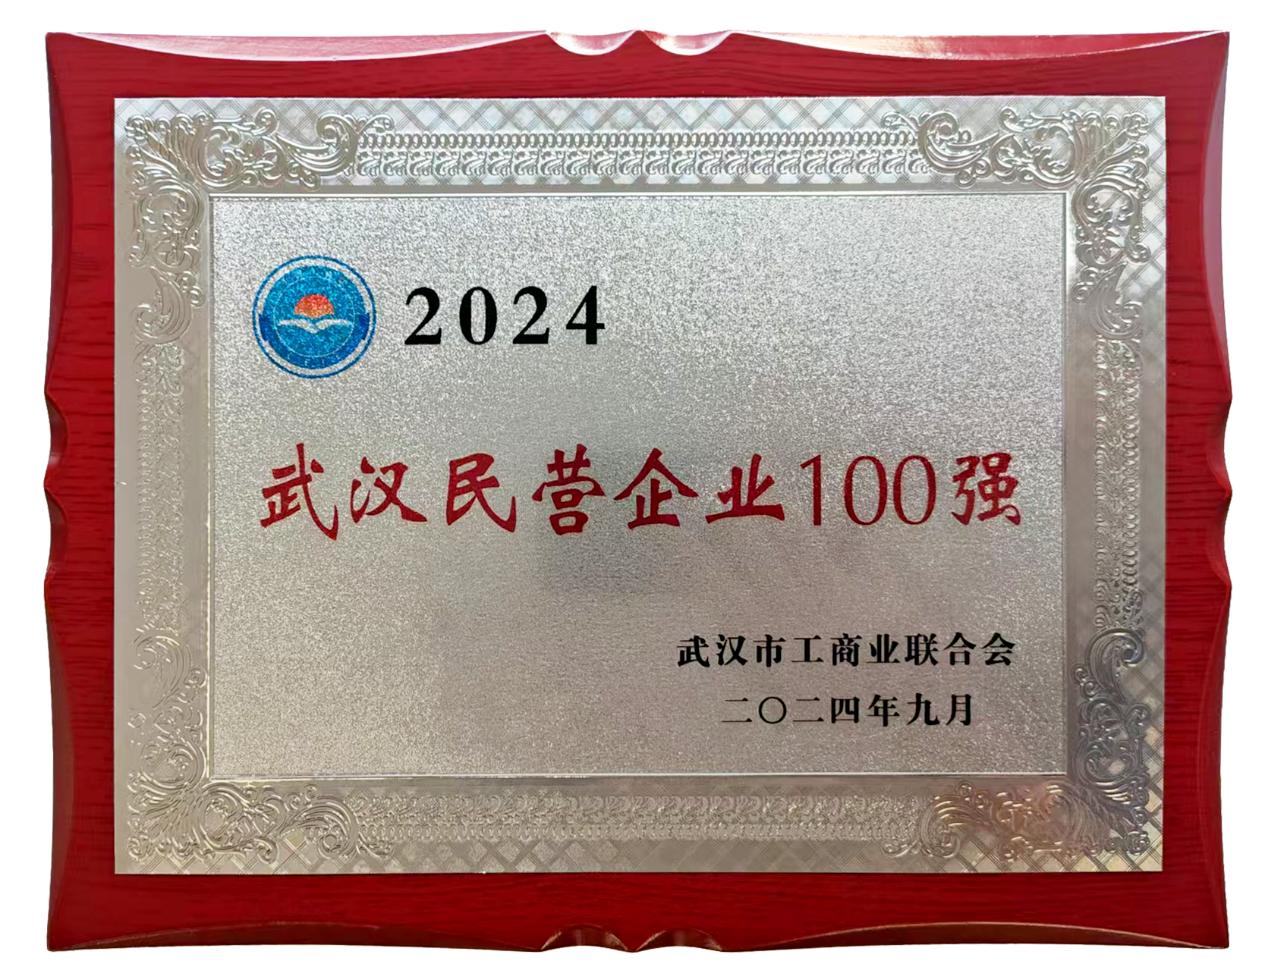 2024
武汉民营企业100强
武汉市工商业联合会
二〇二四年九月